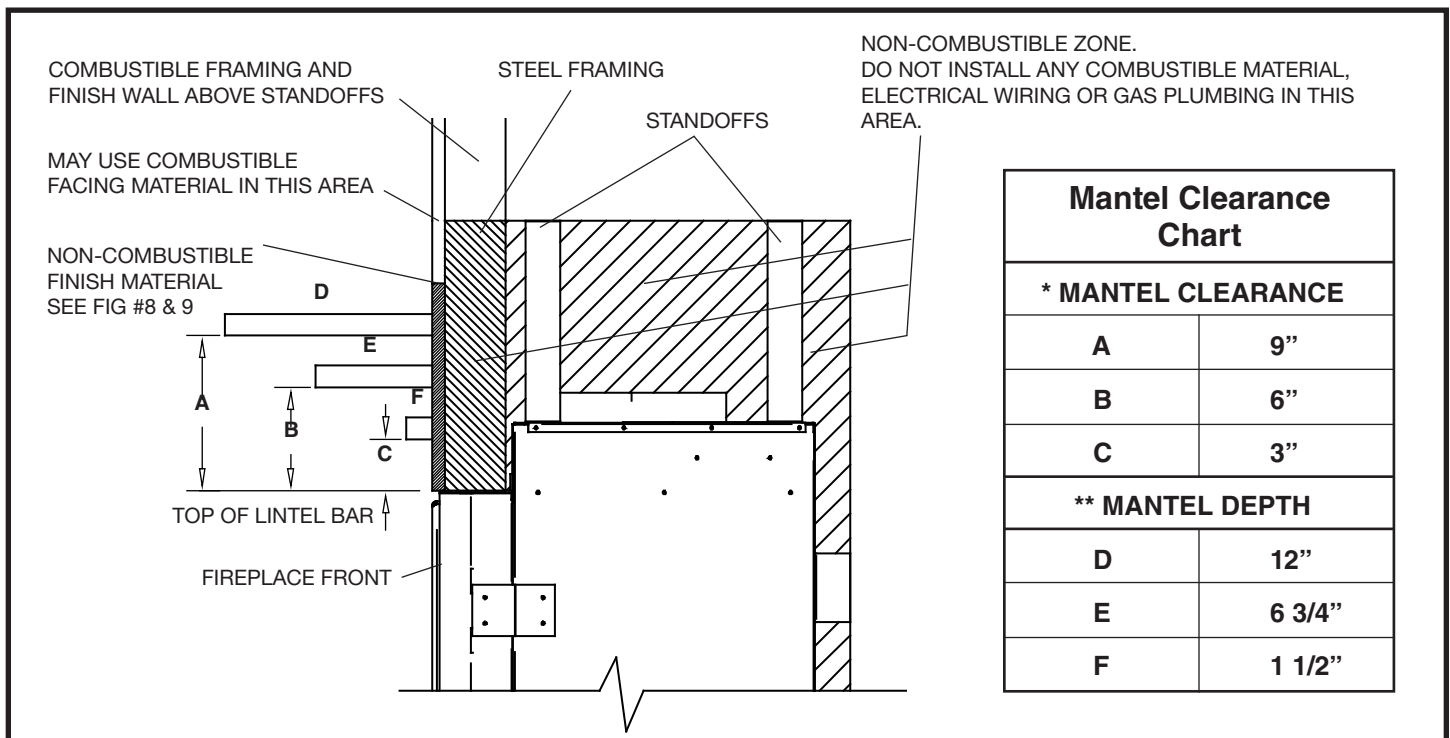 COMBUSTIBLE FRAMING AND
FINISH WALL ABOVE STANDOFFS
STEEL FRAMING
NON-COMBUSTIBLE ZONE.
DO NOT INSTALL ANY COMBUSTIBLE MATERIAL,
ELECTRICAL WIRING OR GAS PLUMBING IN THIS
AREA.
STANDOFFS
MAY USE COMBUSTIBLE
FACING MATERIAL IN THIS AREA
NON-COMBUSTIBLE
FINISH MATERIAL
SEE FIG #8 & 9
D
E
F
A
B
C
TOP OF LINTEL BAR
FIREPLACE FRONT
Mantel Clearance
Chart
* MANTEL CLEARANCE
A 9”
B 6”
C 3”
** MANTEL DEPTH
D 12”
E 6 3/4”
F 1 1/2”